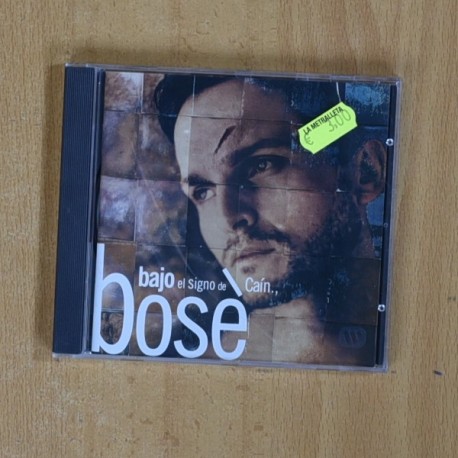 LA METRALLETA
€ 3.00
bajo el Signo de Caín.,
bosè